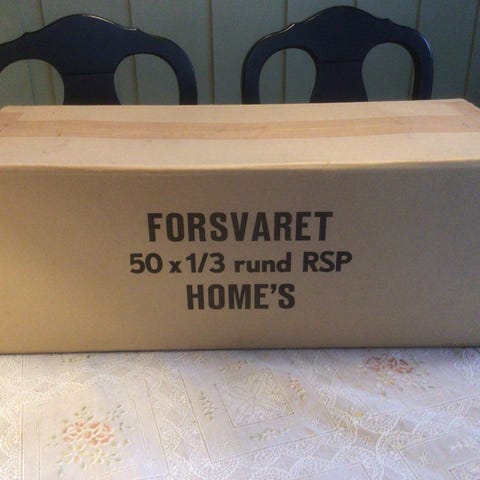 FORSVARET
50 x 1/3 rund RSP
HOME'S